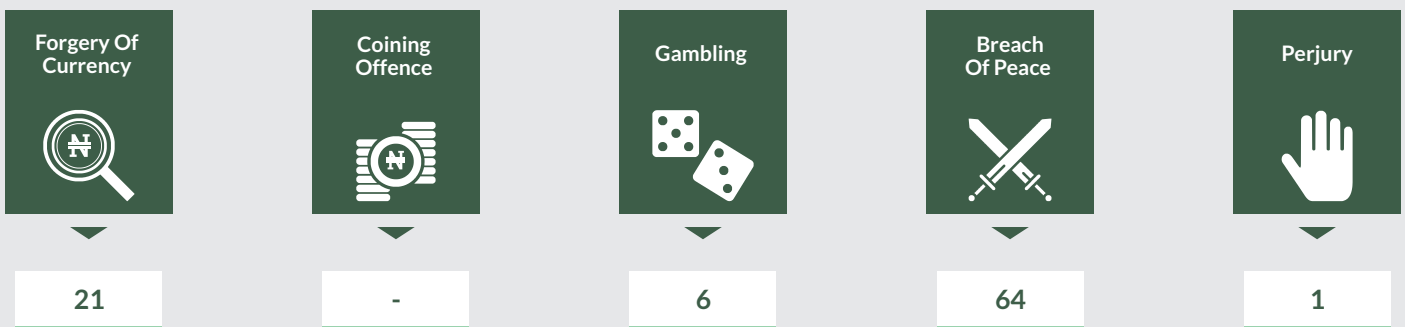 Forgery Of
Currency
₦
21
Coining
Offence
₦
-
Gambling
6
Breach
Of Peace
64
Perjury
1